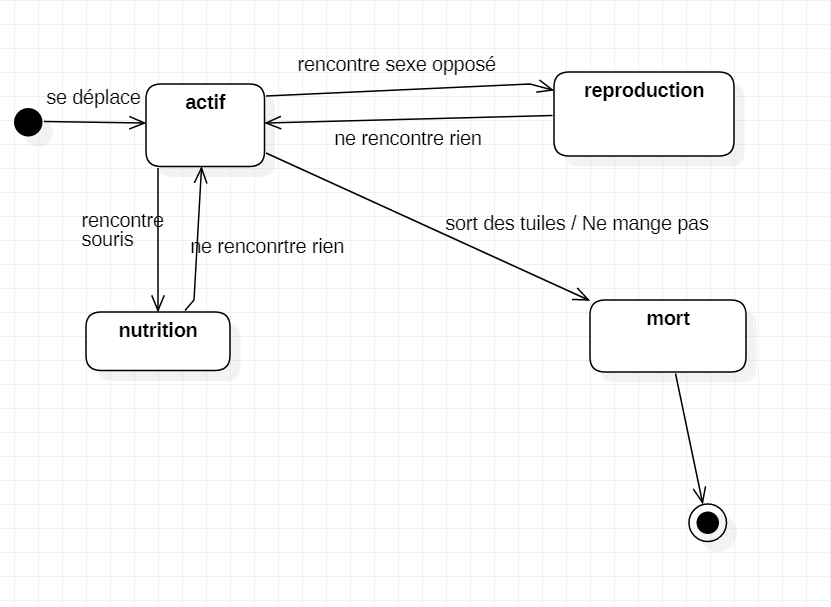 rencontre sexe opposé
se déplace
actif
reproduction
ne rencontre rien
rencontre
souris
ne renconrtre rien
sort des tuiles / Ne mange pas
nutrition
mort